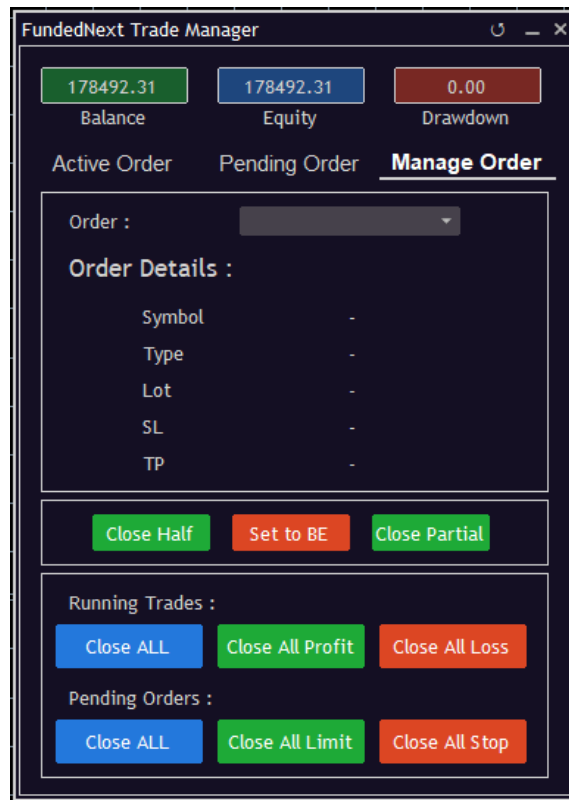 FundedNext Trade Manager
178492.31 178492.31 0.00
Balance Equity Drawdown
Active Order Pending Order Manage Order
Order :
Order Details :
Symbol -
Type -
Lot -
SL -
TP -
Close Half Set to BE Close Partial
Running Trades :
Close ALL Close All Profit Close All Loss
Pending Orders :
Close ALL Close All Limit Close All Stop